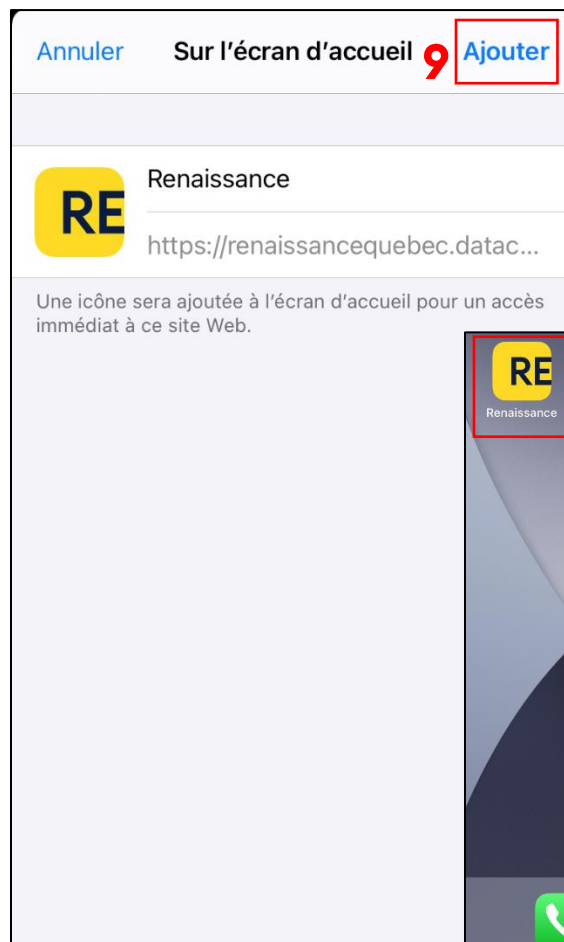 Annuler Sur l’écran d’accueil 9 Ajouter
RE
Renaissance
https://renaissancequebec.datac...
Une icône sera ajoutée à l’écran d’accueil pour un accès
immédiat à ce site Web.
RE
Renaissance